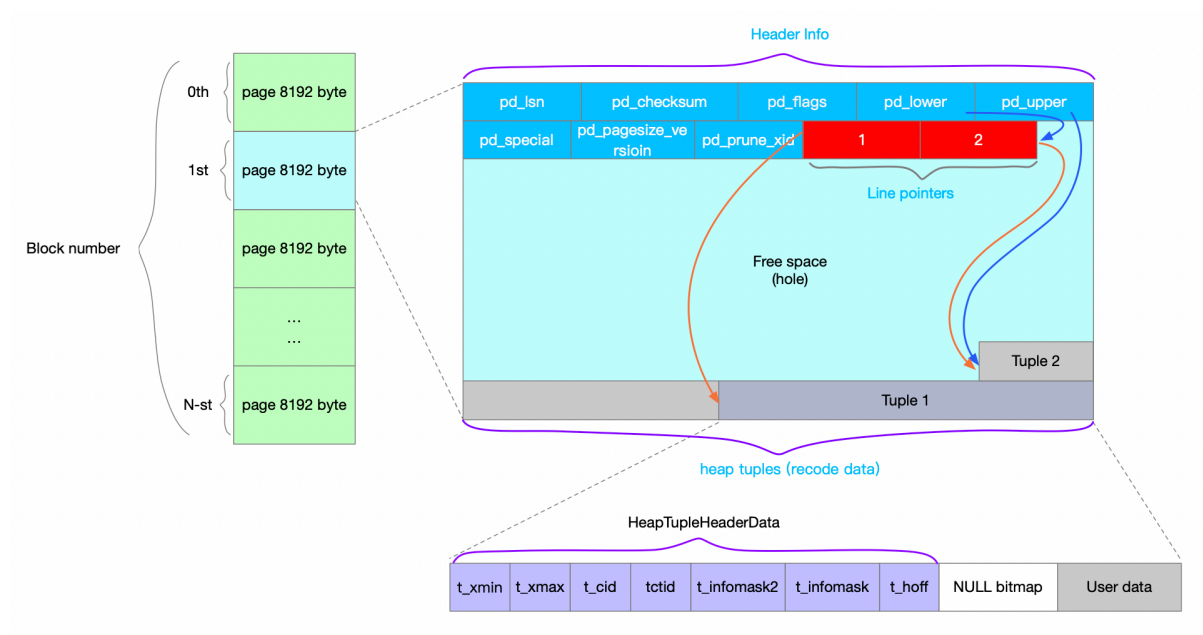 Header Info
0th
page 8192 byte
pd_lsn
pd_checksum
pd_flags
pd_lower
pd_upper
pd_special
pd_pagesize_ve
rsioin
pd_prune_xid
1
2
1st
page 8192 byte
Line pointers
Block number
page 8192 byte
Free space
(hole)
...
...
Tuple 2
N-st
page 8192 byte
Tuple 1
heap tuples (recode data)
HeapTupleHeaderData
t_xmin
t_xmax
t_cid
tctid
t_infomask2
t_infomask
t_hoff
NULL bitmap
User data